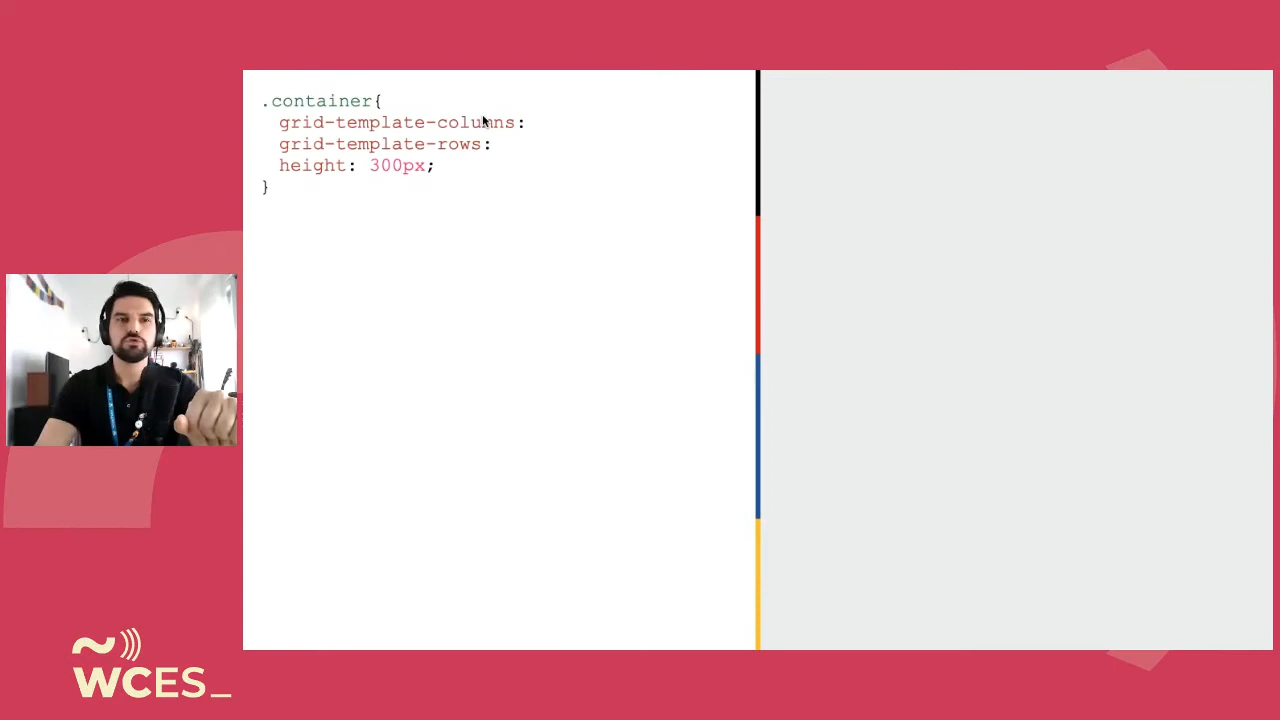 .container{
grid-template-columns:
grid-template-rows:
height: 300px;
}
WCES_